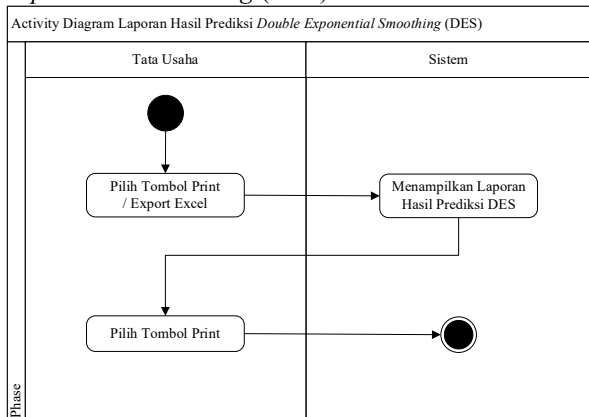 Activity Diagram Laporan Hasil Prediksi Double Exponential Smoothing (DES)
Tata Usaha
Sistem
Pilih Tombol Print
/ Export Excel
Menampilkan Laporan
Hasil Prediksi DES
Pilih Tombol Print
Phase